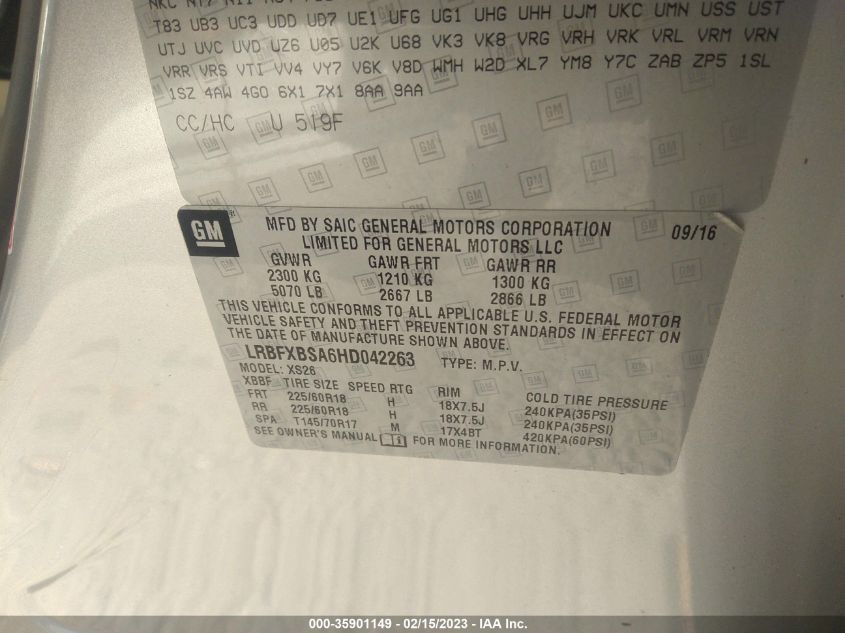 T83 UB3 UC3 UDD UD7 UE1 UFG UG1 UHG UHH UJM UKC UMN USS UST
UTJ UVC UVD UZ6 U05 U2K U68 VK3 VK8 VRG VRH VRK VRL VRM VRN
VRR VRS VTI VV4 VY7 V6K V8D WMH W2D XL7 YM8 Y7C ZAB ZP5 1SL
1SZ 4AW 4G0 6X1 7X1 8AA 9AA
CC/HC U 519F
GM ® MFD BY SAIC GENERAL MOTORS CORPORATION 09/16
LIMITED FOR GENERAL MOTORS LLC
GVWR GAWR FRT GAWR RR
2300 KG 1210 KG 1300 KG
5070 LB 2667 LB 2866 LB
THIS VEHICLE CONFORMS TO ALL APPLICABLE U.S. FEDERAL MOTOR
VEHICLE SAFETY AND THEFT PREVENTION STANDARDS IN EFFECT ON
THE DATE OF MANUFACTURE SHOWN ABOVE.
LRBFXBSA6HD042263 TYPE: M.P.V.
MODEL: XS26
XBBF TIRE SIZE SPEED RTG RIM COLD TIRE PRESSURE
FRT 225/60R18 H 18X7.5J 240KPA(35PSI)
RR 225/60R18 H 18X7.5J 240KPA(35PSI)
SPA T145/70R17 M 17X4BT 420KPA(60PSI)
SEE OWNER'S MANUAL FOR MORE INFORMATION.
000-35901149 - 02/15/2023 - IAA Inc.